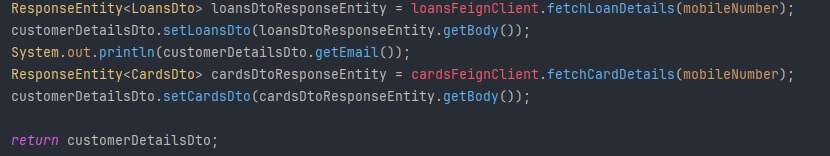 ResponseEntity<LoansDto> loansDtoResponseEntity = loansFeignClient.fetchLoanDetails(mobileNumber);
customerDetailsDto.setLoansDto(loansDtoResponseEntity.getBody());
System.out.println(customerDetailsDto.getEmail());
ResponseEntity<CardsDto> cardsDtoResponseEntity = cardsFeignClient.fetchCardDetails(mobileNumber);
customerDetailsDto.setCardsDto(cardsDtoResponseEntity.getBody());
return customerDetailsDto;